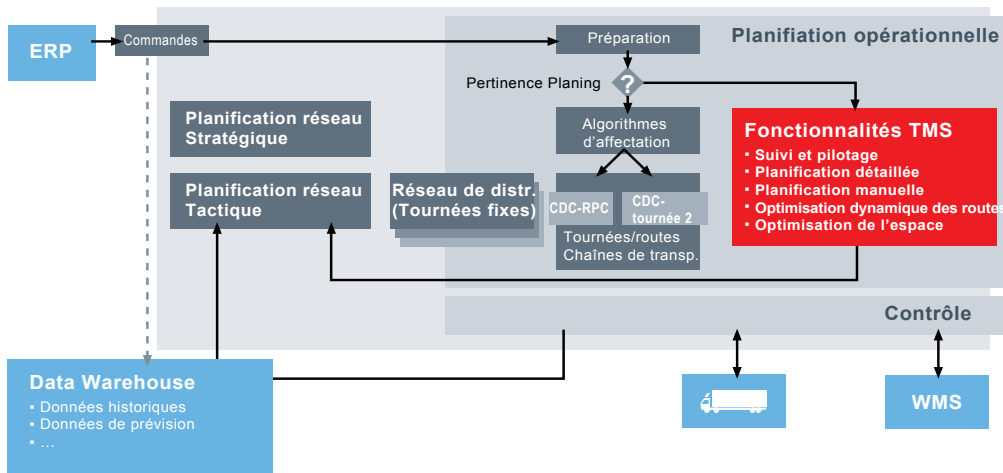 ERP
Commandes
Préparation
Planifiation opérationnelle
Pertinence Planing
?
Planification réseau
Stratégique
Algorithmes
d'affectation
Fonctionnalités TMS
▪ Suivi et pilotage
▪ Planification détaillée
▪ Planification manuelle
▪ Optimisation dynamique des routes
▪ Optimisation de l'espace
Planification réseau
Tactique
Réseau de distr.
(Tournées fixes)
CDC-RPC
CDC-
tournée 2
Tournées/routes
Chaînes de transp.
Contrôle
Data Warehouse
▪ Données historiques
▪ Données de prévision
▪ ...
WMS